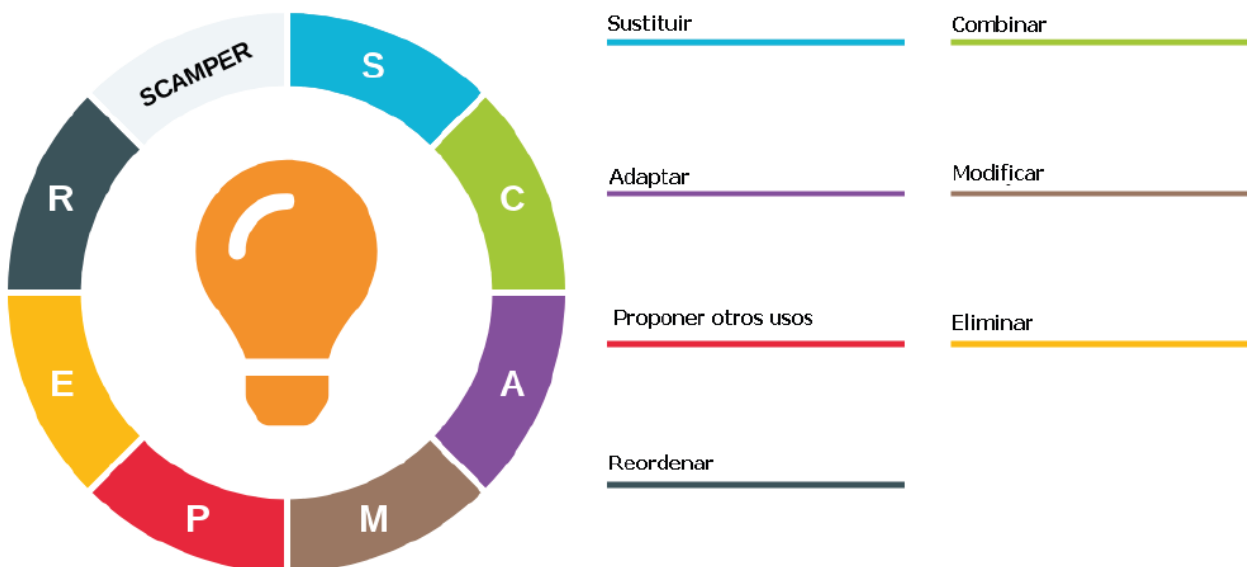 SCAMPER
S
C
A
M
P
E
R
Sustituir
Combinar
Adaptar
Modificar
Proponer otros usos
Eliminar
Reordenar